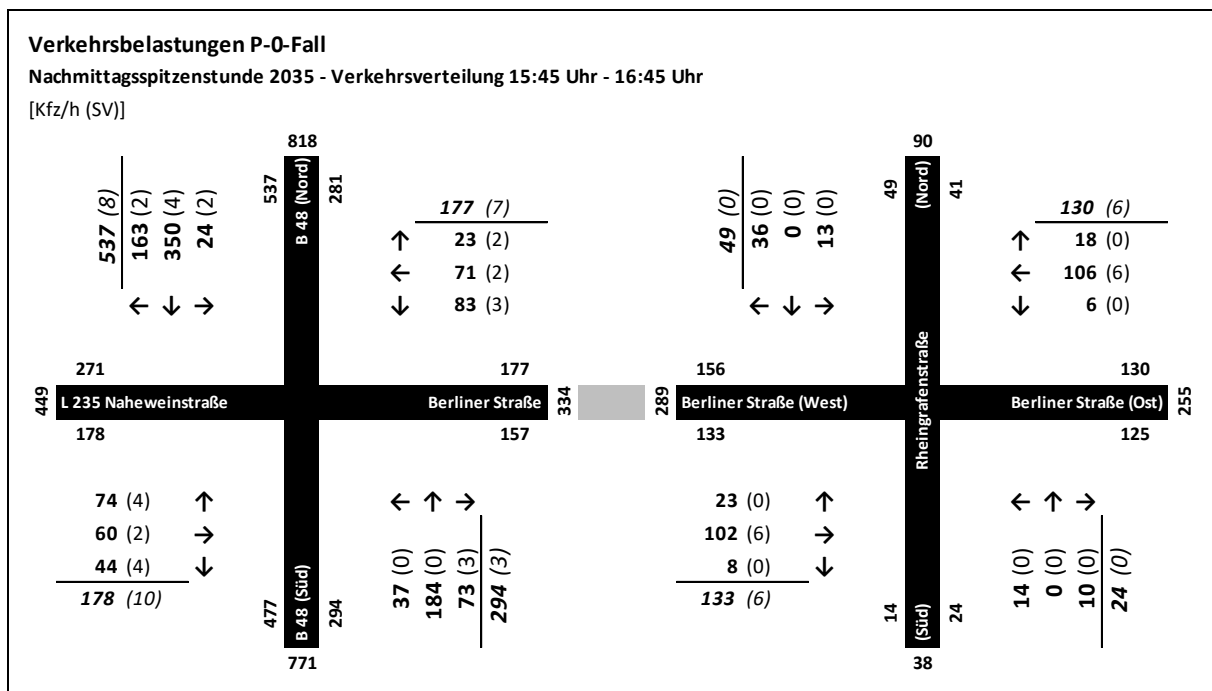 Verkehrsbelastungen P-0-Fall
Nachmittagsspitzenstunde 2035 - Verkehrsverteilung 15:45 Uhr - 16:45 Uhr
[Kfz/h (SV)]
818
537 (8)
163 (2)
350 (4)
24 (2)
← ↓ →
537
B 48 (Nord)
281
177 (7)
↑ 23 (2)
← 71 (2)
↓ 83 (3)
271
177
449
L 235 Naheweinstraße
Berliner Straße
334
178
157
74 (4) ↑
60 (2) →
44 (4) ↓
178 (10)
← ↑ →
37 (0)
184 (0)
73 (3)
294 (3)
477
B 48 (Süd)
294
771
90
49 (0)
36 (0)
0 (0)
13 (0)
← ↓ →
49
(Nord)
41
130 (6)
↑ 18 (0)
← 106 (6)
↓ 6 (0)
156
130
289
Berliner Straße (West)
Rheingrafenstraße
Berliner Straße (Ost)
255
133
125
23 (0) ↑
102 (6) →
8 (0) ↓
133 (6)
← ↑ →
14 (0)
0 (0)
10 (0)
24 (0)
14
(Süd)
24
38